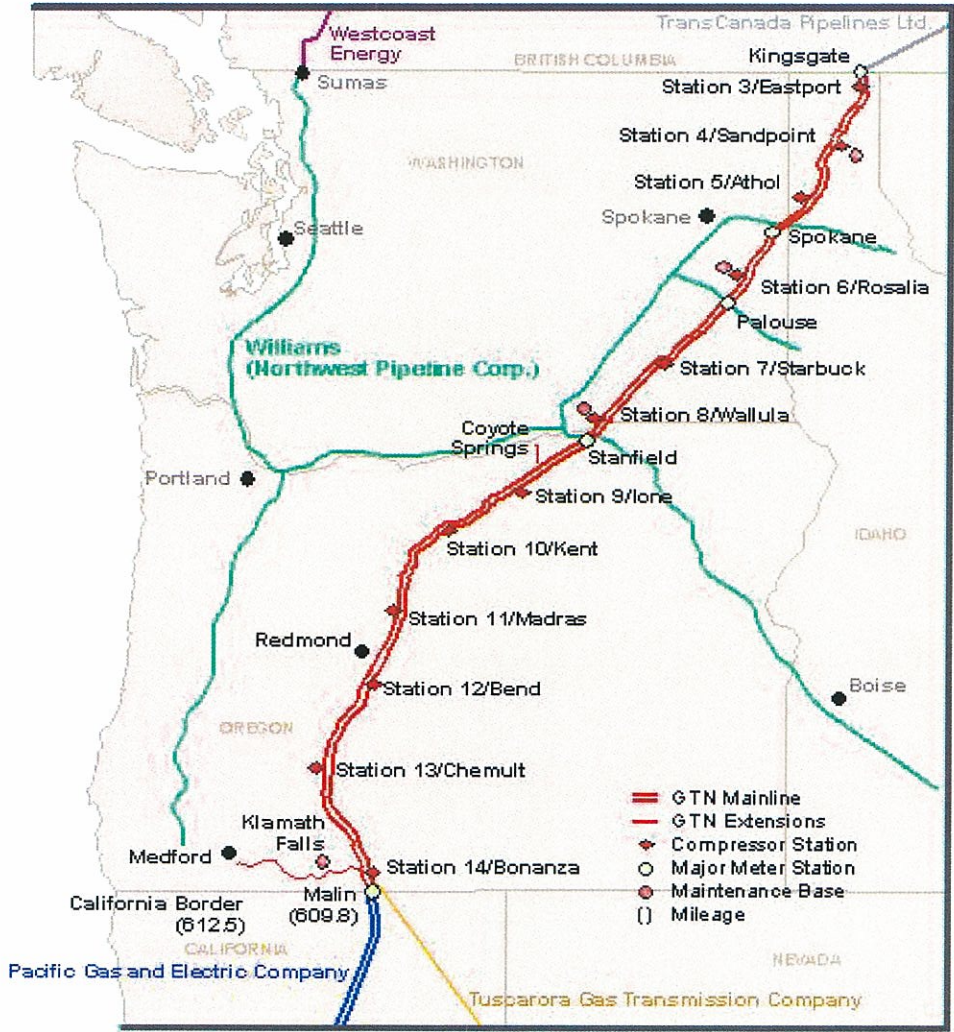 TransCanada Pipelines Ltd.
Westcoast
Energy
BRITISH COLUMBIA
Kingsgate
Sumas
Station 3/Eastport
Station 4/Sandpoint
WASHINGTON
Station 5/Athol
Spokane
Seattle
Spokane
Station 6/Rosalia
Palouse
Williams
(Northwest Pipeline Corp.)
Station 7/Starbuck
Station 8/Wallula
Coyote
Springs
Stanfield
Portland
Station 9/Ione
IDAHO
Station 10/Kent
Station 11/Madras
Redmond
Station 12/Bend
Boise
OREGON
Station 13/Chemult
GTN Mainline
GTN Extensions
Compressor Station
Major Meter Station
Maintenance Base
() Mileage
Klamath
Falls
Medford
Station 14/Bonanza
California Border
(612.5)
Malin
(609.8)
CALIFORNIA
Pacific Gas and Electric Company
NEVADA
Tuscarora Gas Transmission Company